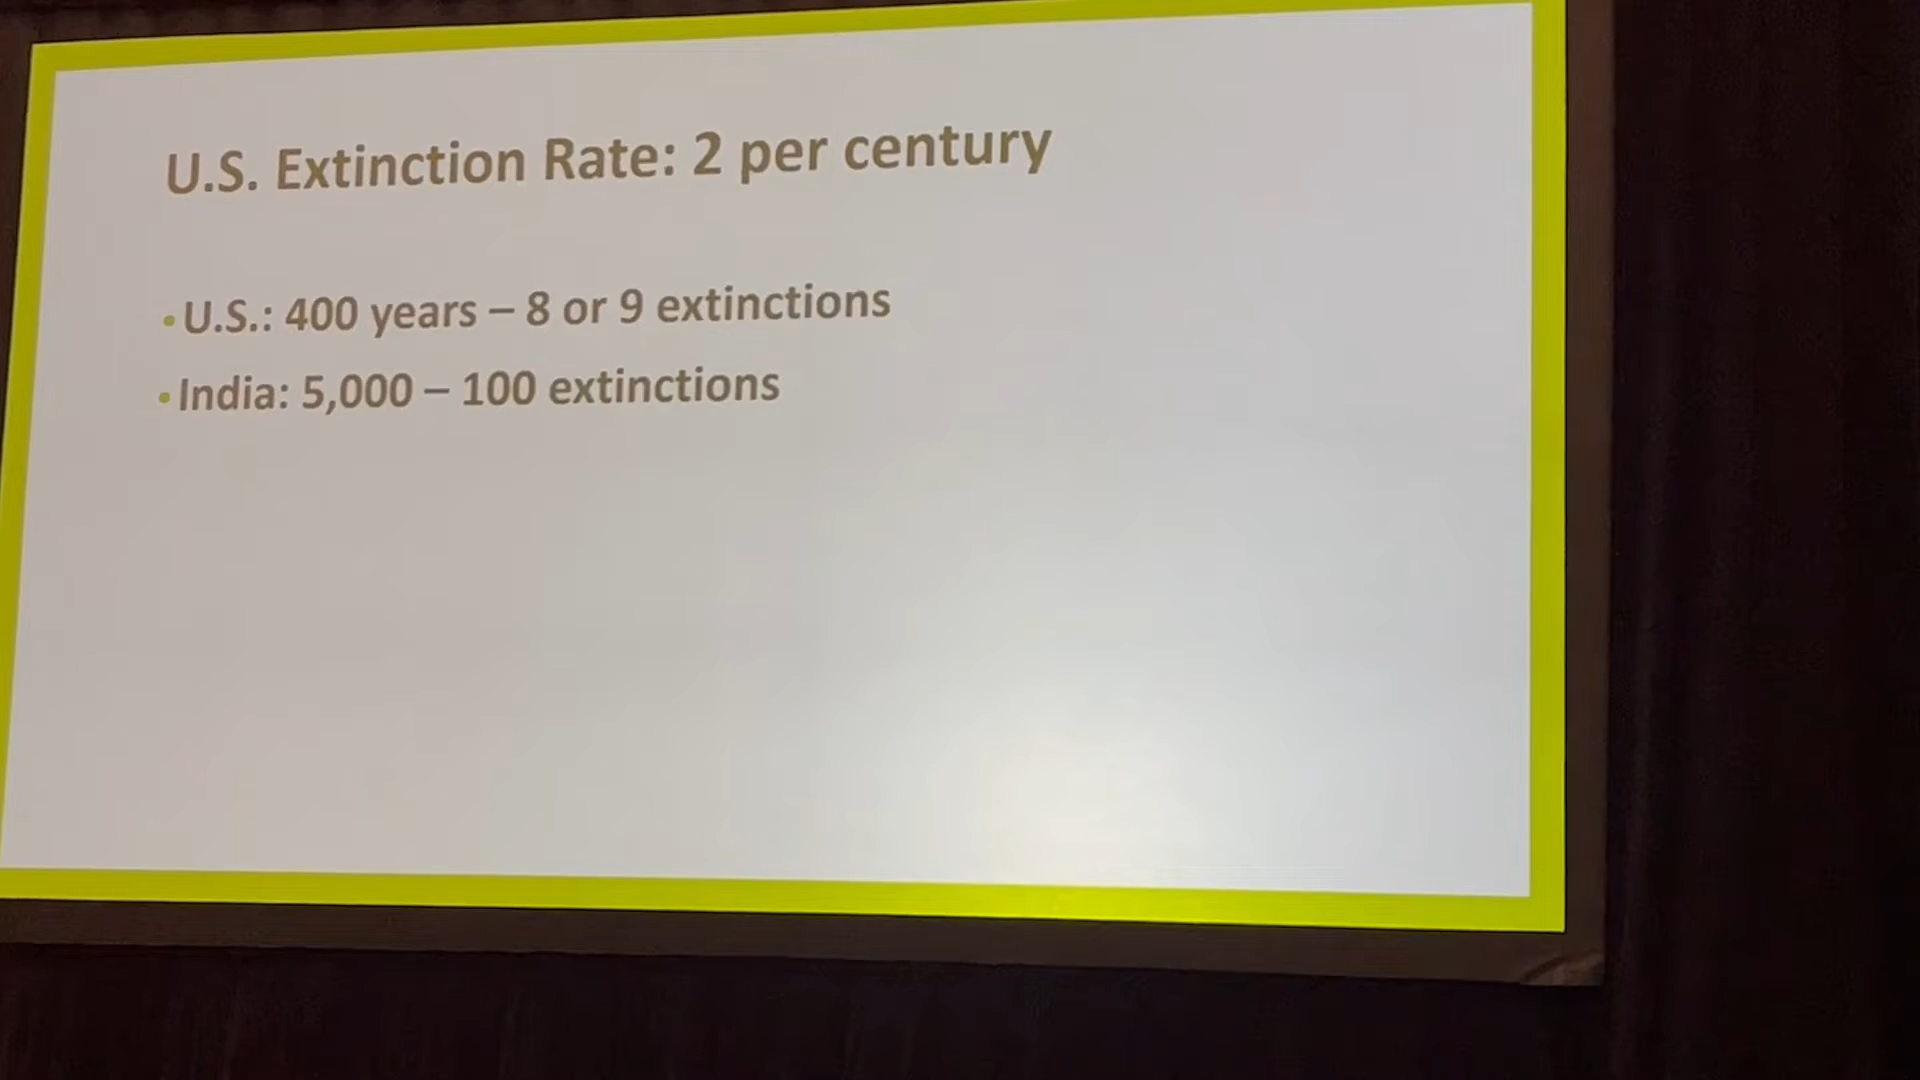 U.S. Extinction Rate: 2 per century
• U.S.: 400 years – 8 or 9 extinctions
• India: 5,000 – 100 extinctions